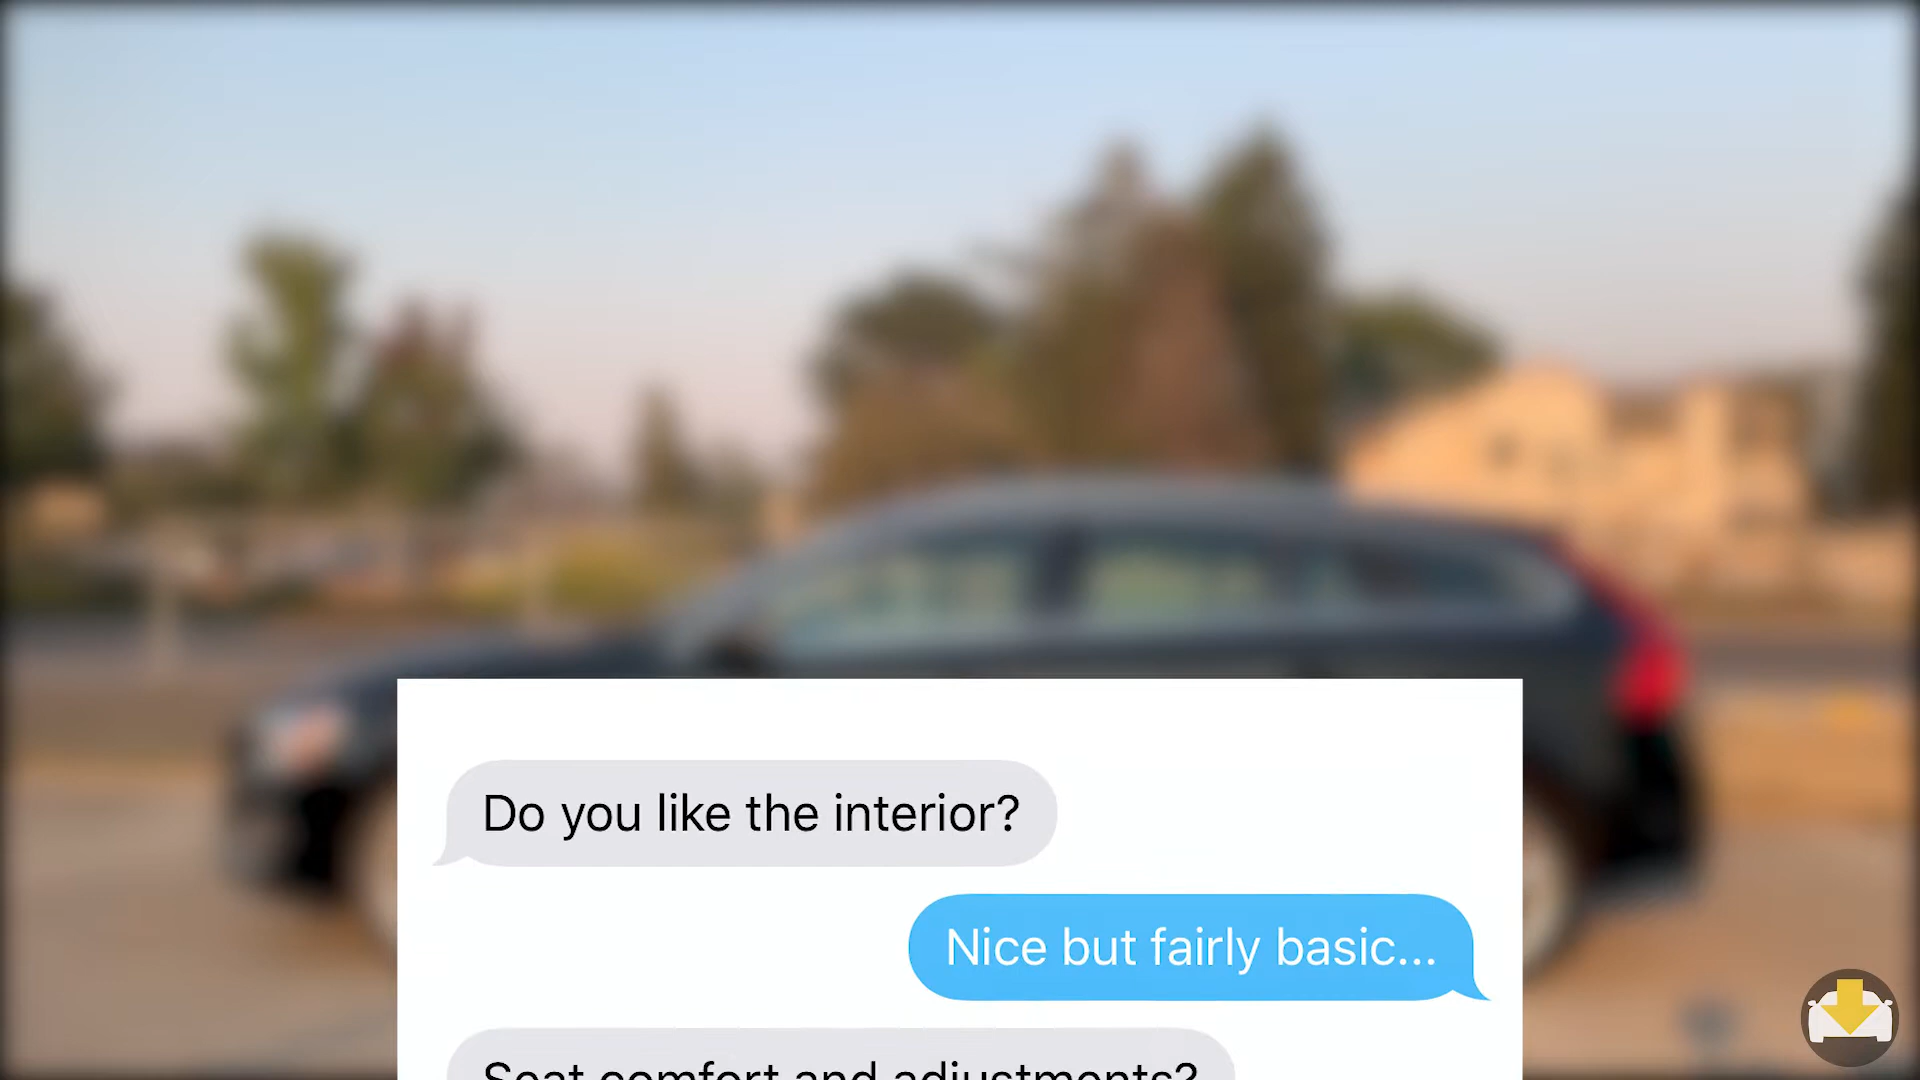 Do you like the interior?
Nice but fairly basic...
Seat comfort and adjustments?